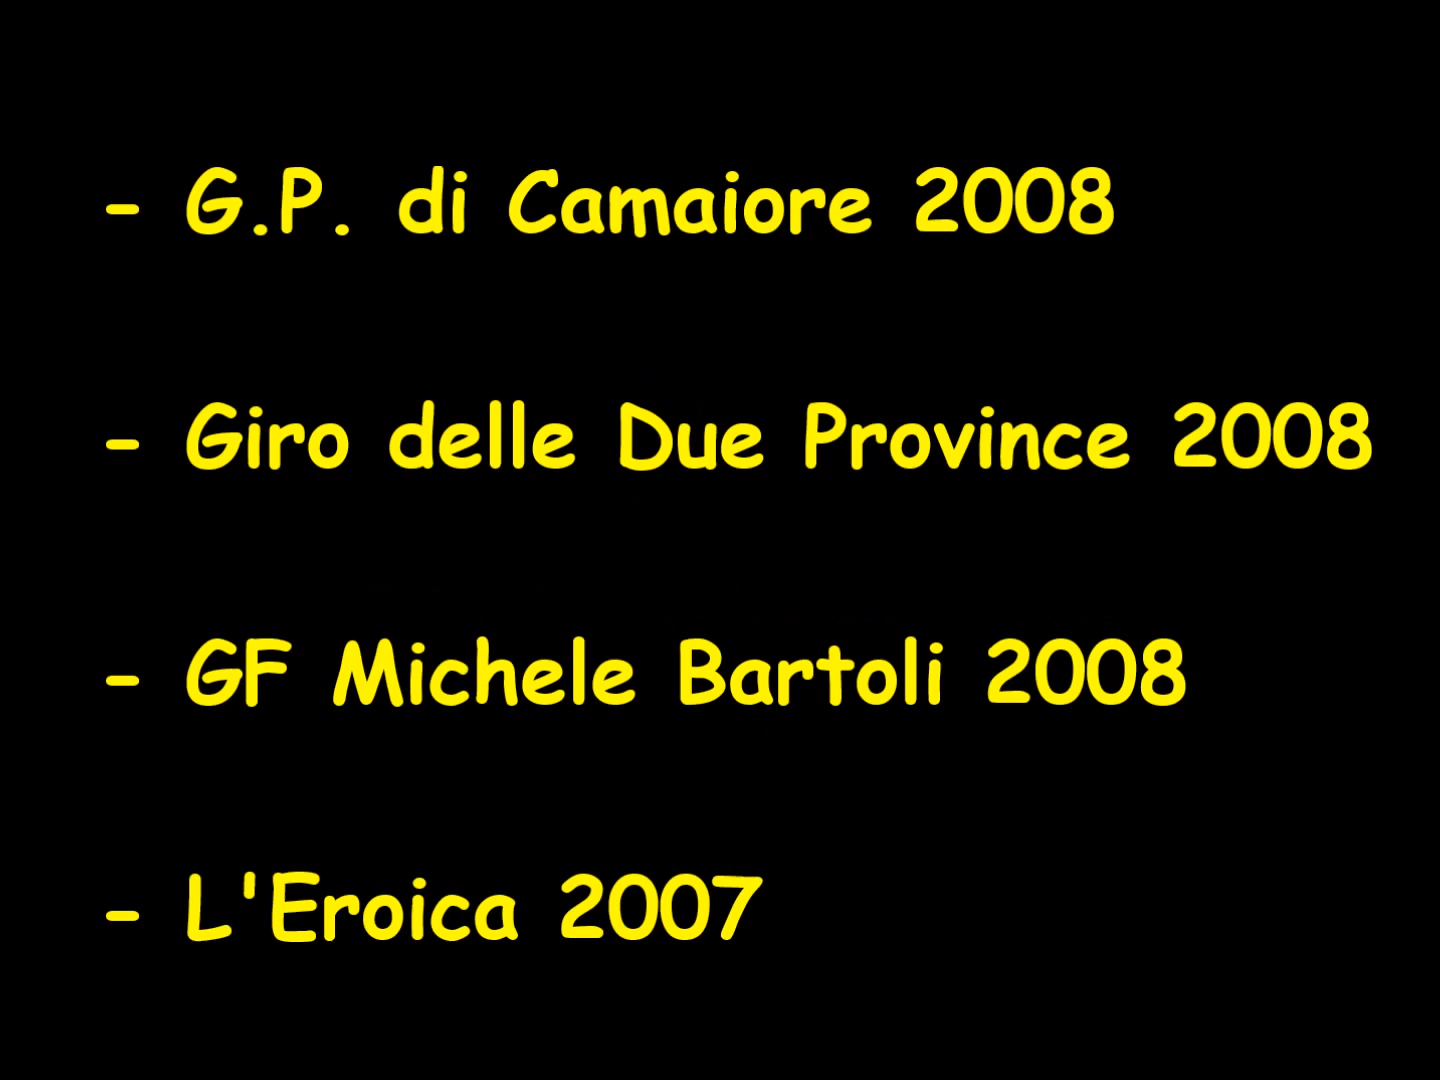 - G.P. di Camaiore 2008
- Giro delle Due Province 2008
- GF Michele Bartoli 2008
- L'Eroica 2007